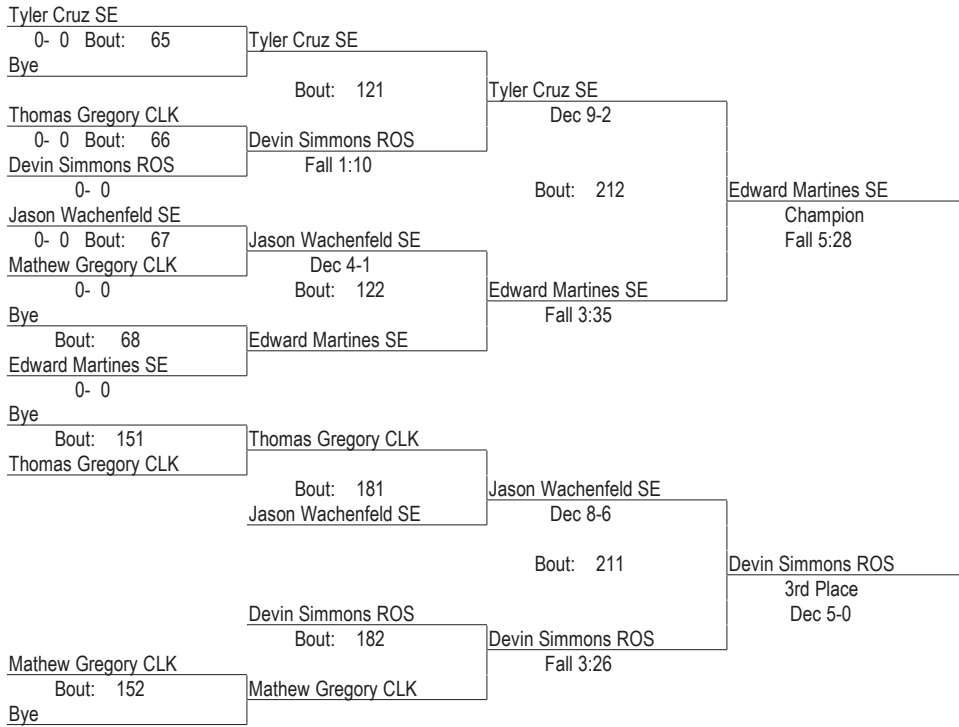 Tyler Cruz SE
0- 0 Bout: 65 Tyler Cruz SE
Bye
Bout: 121 Tyler Cruz SE
Thomas Gregory CLK Dec 9-2
0- 0 Bout: 66 Devin Simmons ROS
Devin Simmons ROS Fall 1:10
0- 0 Bout: 212 Edward Martines SE
Jason Wachenfeld SE Champion
0- 0 Bout: 67 Jason Wachenfeld SE Fall 5:28
Mathew Gregory CLK Dec 4-1
0- 0 Bout: 122 Edward Martines SE
Bye Fall 3:35
Bout: 68 Edward Martines SE
Edward Martines SE
0- 0
Bye
Bout: 151 Thomas Gregory CLK
Thomas Gregory CLK
Bout: 181 Jason Wachenfeld SE
Jason Wachenfeld SE Dec 8-6
Bout: 211 Devin Simmons ROS
3rd Place
Devin Simmons ROS Dec 5-0
Bout: 182 Devin Simmons ROS
Mathew Gregory CLK Fall 3:26
Bout: 152 Mathew Gregory CLK
Bye